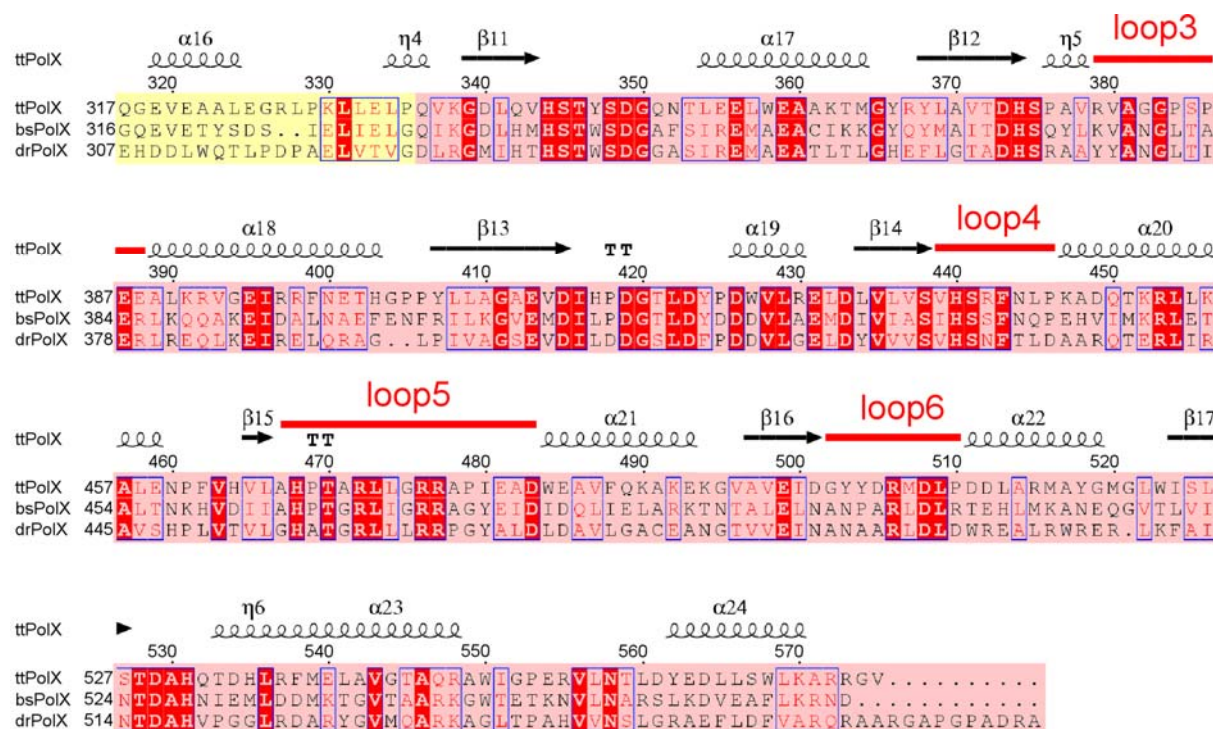 α16 η4 β11 α17 β12 η5 loop3
ttPolX
320 330 340 350 360 370 380
ttPolX 317 QGEVEAALEGRLPKLLELPQVKGDLQVHSTYSDGQNTLEELWEAAKTMGYRYLAVTDHSPAVRVAGGPSP
bsPolX 316 GQEVETYSDS..IELIELGQIKGDLHMHSTWSDGAFSIREMAEACIKKGYQYMAITDHSQYLKVANGLTA
drPolX 307 EHDDLWQTLPDPAELVTVGDLRGMIHTHSTWSDGGASIREMAEATLTLGHEFLGTADHSRAAYYANGLTI
α18 β13 TT α19 β14 loop4 α20
ttPolX
390 400 410 420 430 440 450
ttPolX 387 EEALKRVGEIRRFNETHGPPYLLAGAEVDIHPDGTLDYPDWVLRELDLVLVSVHSRFNLPKADQTKRLLK
bsPolX 384 ERLKQQAKEIDALNAEFENFRILKGVEMDILPDGTLDYDDDVLAEMDIVIASIHSSFNQPEHVIMKRLET
drPolX 378 ERLREQLKEIRELQRAG..LPIVAGSEVDILDDGSLDFPDDVLGELDYVVVSVHSNFTLDAARQTERLIR
β15 loop5 α21 β16 loop6 α22 β17
ttPolX TT
460 470 480 490 500 510 520
ttPolX 457 ALENPFVHVLAHPTARLLGRRAPIEADWEAVFQKAKEKGVAVEIDGYYDRMDLPDDLARMAYGMGLWISL
bsPolX 454 ALTNKHVDIIAHPTGRLIGRRAGYEIDIDQLIELARKTNTALELNANPARLDLRTEHLMKANEQGVTLVI
drPolX 445 AVSHPLVTVLGHATGRLLLRRPGYALDLDAVLGACEANGTVVEINANAARLDLDWREALRWRER.LKFAI
η6 α23 α24
ttPolX
530 540 550 560 570
ttPolX 527 STDAHQTDHLRFMELAVGTAQRAWIGPERVLNTLDYEDLLSWLKARRGV..........
bsPolX 524 NTDAHNIEMLDDMKTGVTAARKGWTETKNVLNARSLKDVEAFLKRND............
drPolX 514 NTDAHVPGGLRDARYGVMQARKAGLTPAHVVNSLGRAEFLDFVARQRAARGAPGPADRA